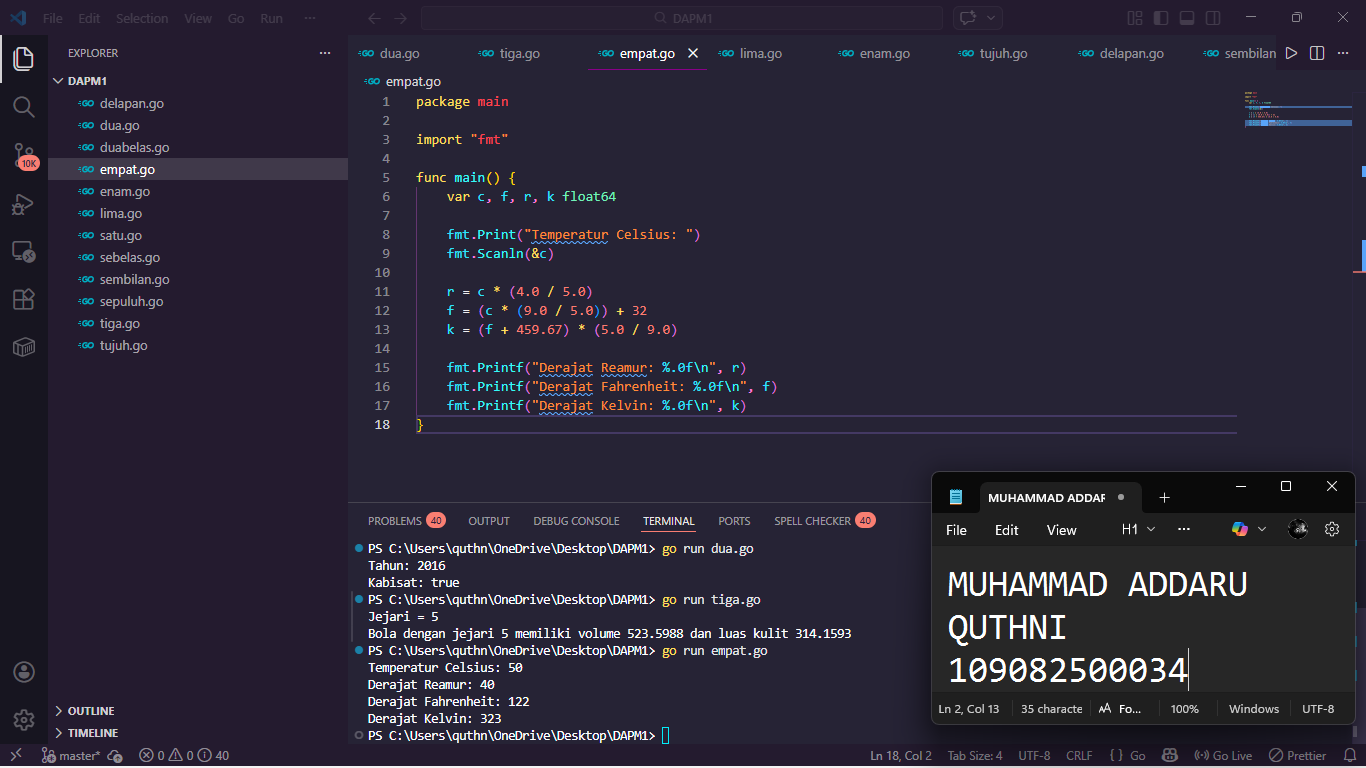 File Edit Selection View Go Run ··· DAPM1
EXPLORER ···
DAPM1
delapan.go
dua.go
duabelas.go
empat.go
enam.go
lima.go
satu.go
sebelas.go
sembilan.go
sepuluh.go
tiga.go
tujuh.go
OUTLINE
TIMELINE
10K
dua.go tiga.go empat.go lima.go enam.go tujuh.go delapan.go sembilan
empat.go
1 package main
2
3 import "fmt"
4
5 func main() {
6 var c, f, r, k float64
7
8 fmt.Print("Temperatur Celsius: ")
9 fmt.Scanln(&c)
10
11 r = c * (4.0 / 5.0)
12 f = (c * (9.0 / 5.0)) + 32
13 k = (f + 459.67) * (5.0 / 9.0)
14
15 fmt.Printf("Derajat Reamur: %.0f\n", r)
16 fmt.Printf("Derajat Fahrenheit: %.0f\n", f)
17 fmt.Printf("Derajat Kelvin: %.0f\n", k)
18 }
PROBLEMS 40 OUTPUT DEBUG CONSOLE TERMINAL PORTS SPELL CHECKER 40
PS C:\Users\quthn\OneDrive\Desktop\DAPM1> go run dua.go
Tahun: 2016
Kabisat: true
PS C:\Users\quthn\OneDrive\Desktop\DAPM1> go run tiga.go
Jejari = 5
Bola dengan jejari 5 memiliki volume 523.5988 dan luas kulit 314.1593
PS C:\Users\quthn\OneDrive\Desktop\DAPM1> go run empat.go
Temperatur Celsius: 50
Derajat Reamur: 40
Derajat Fahrenheit: 122
Derajat Kelvin: 323
PS C:\Users\quthn\OneDrive\Desktop\DAPM1>
MUHAMMAD ADDAR
File Edit View H1 ···
MUHAMMAD ADDARU
QUTHNI
109082500034
Ln 2, Col 13 35 characte Fo... 100% Windows UTF-8
master* 0 0 40 Ln 18, Col 2 Tab Size: 4 UTF-8 CRLF { } Go Go Live Prettier